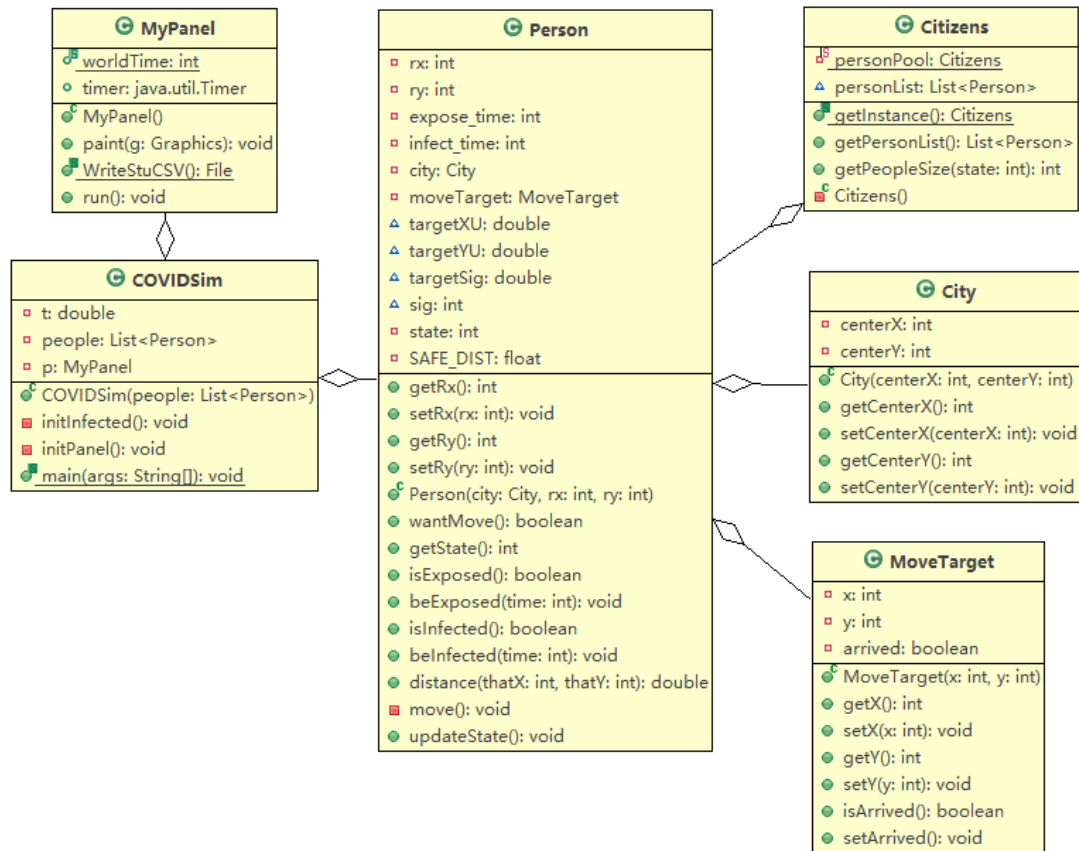 MyPanel
worldTime: int
timer: java.util.Timer
MyPanel()
paint(g: Graphics): void
WriteStuCSV(): File
run(): void
COVIDSim
t: double
people: List<Person>
p: MyPanel
COVIDSim(people: List<Person>)
initInfected(): void
initPanel(): void
main(args: String[]): void
Person
rx: int
ry: int
expose_time: int
infect_time: int
city: City
moveTarget: MoveTarget
targetXU: double
targetYU: double
targetSig: double
sig: int
state: int
SAFE_DIST: float
getRx(): int
setRx(rx: int): void
getRy(): int
setRy(ry: int): void
Person(city: City, rx: int, ry: int)
wantMove(): boolean
getState(): int
isExposed(): boolean
beExposed(time: int): void
isInfected(): boolean
beInfected(time: int): void
distance(thatX: int, thatY: int): double
move(): void
updateState(): void
Citizens
personPool: Citizens
personList: List<Person>
getInstance(): Citizens
getPersonList(): List<Person>
getPeopleSize(state: int): int
Citizens()
City
centerX: int
centerY: int
City(centerX: int, centerY: int)
getCenterX(): int
setCenterX(centerX: int): void
getCenterY(): int
setCenterY(centerY: int): void
MoveTarget
x: int
y: int
arrived: boolean
MoveTarget(x: int, y: int)
getX(): int
setX(x: int): void
getY(): int
setY(y: int): void
isArrived(): boolean
setArrived(): void